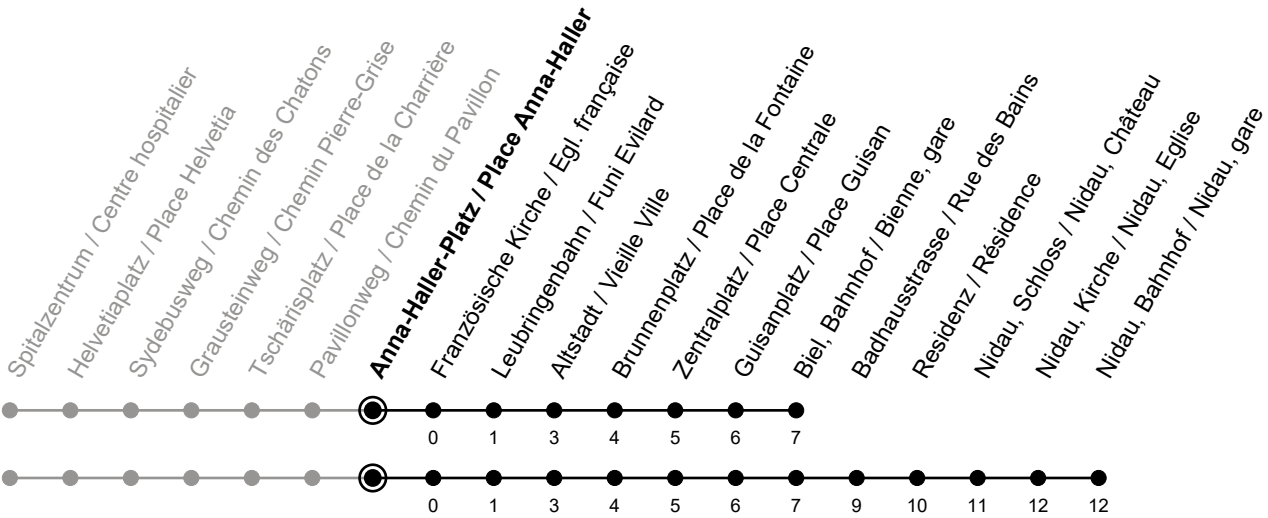 Spitalzentrum / Centre hospitalier
Helvetiaplatz / Place Helvetia
Sydebusweg / Chemin des Chatons
Grausteinweg / Chemin Pierre-Grise
Tschärisplatz / Place de la Charrière
Pavillonweg / Chemin du Pavillon
Anna-Haller-Platz / Place Anna-Haller
Französische Kirche / Egl. française
Leubringenbahn / Funi Evilard
Altstadt / Vieille Ville
Brunnenplatz / Place de la Fontaine
Zentralplatz / Place Centrale
Guisanplatz / Place Guisan
Biel, Bahnhof / Bienne, gare
Badhausstrasse / Rue des Bains
Residenz / Résidence
Nidau, Schloss / Nidau, Château
Nidau, Kirche / Nidau, Eglise
Nidau, Bahnhof / Nidau, gare
0 1 3 4 5 6 7
0 1 3 4 5 6 7 9 10 11 12 12